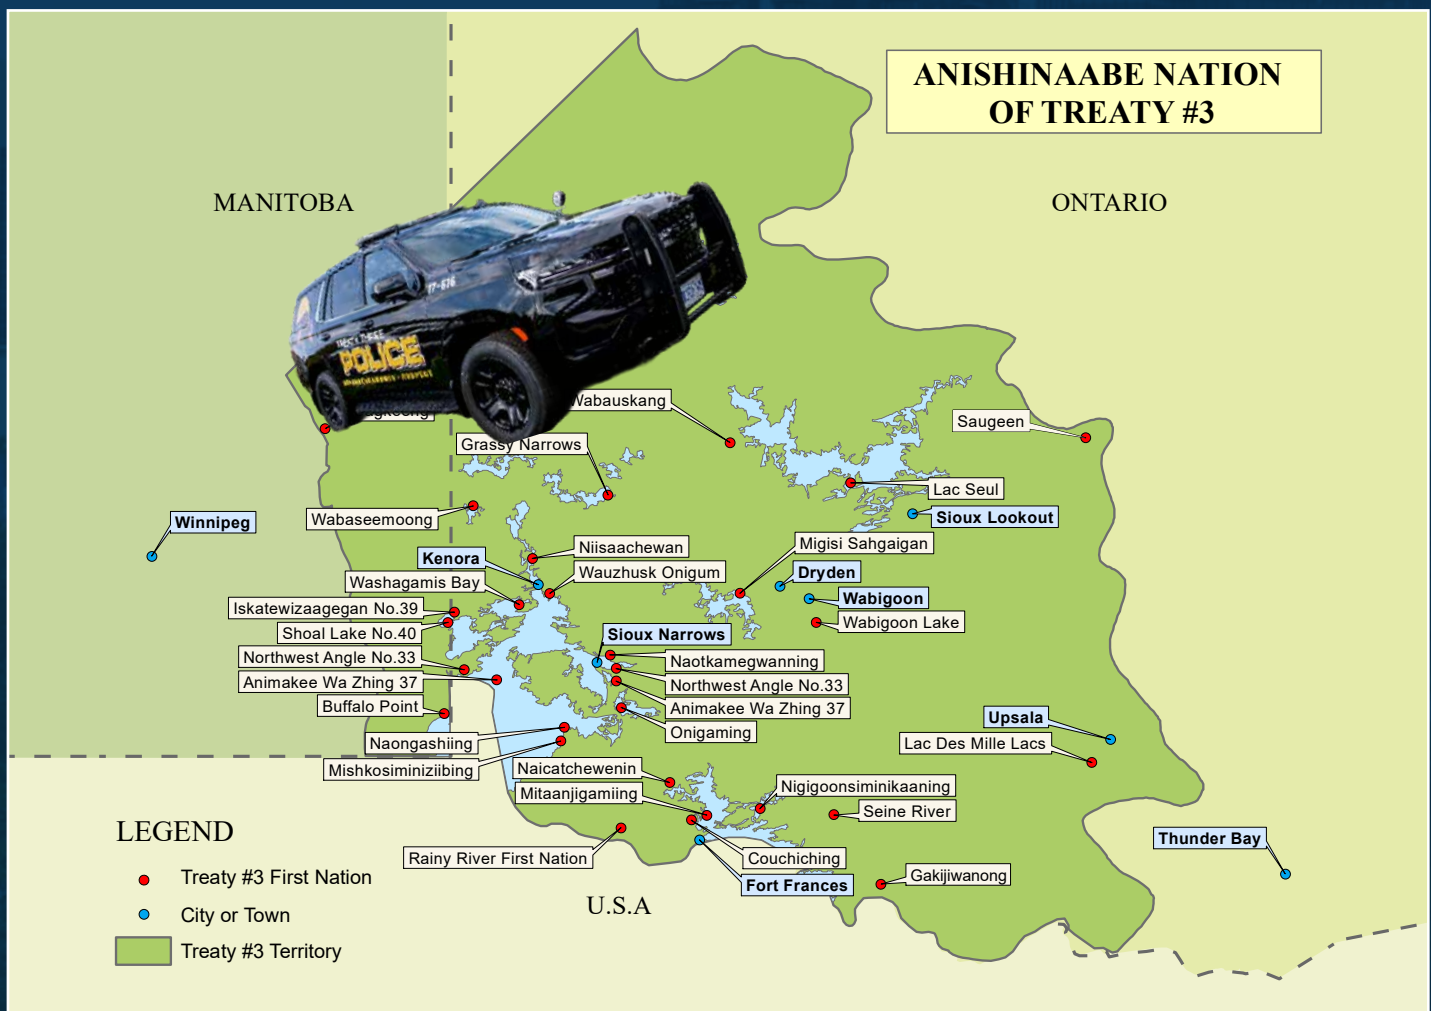 ANISHINAABE NATION
OF TREATY #3
MANITOBA
ONTARIO
17-676
POLICE
Wabauskang
Saugeen
Grassy Narrows
Lac Seul
Wabaseemoong
Winnipeg
Sioux Lookout
Niisaachewan
Migisi Sahgaigan
Kenora
Washagamis Bay
Wauzhusk Onigum
Dryden
Wabigoon
Iskatewizaagegan No.39
Shoal Lake No.40
Wabigoon Lake
Sioux Narrows
Northwest Angle No.33
Naotkamegwanning
Animakee Wa Zhing 37
Northwest Angle No.33
Buffalo Point
Animakee Wa Zhing 37
Onigaming
Upsala
Naongashiing
Lac Des Mille Lacs
Mishkosiminiziibing
Naicatchewenin
Nigigoonsiminikaaning
Mitaanjigamiing
Seine River
Thunder Bay
Rainy River First Nation
Couchiching
Gakijiwanong
Fort Frances
U.S.A
LEGEND
Treaty #3 First Nation
City or Town
Treaty #3 Territory